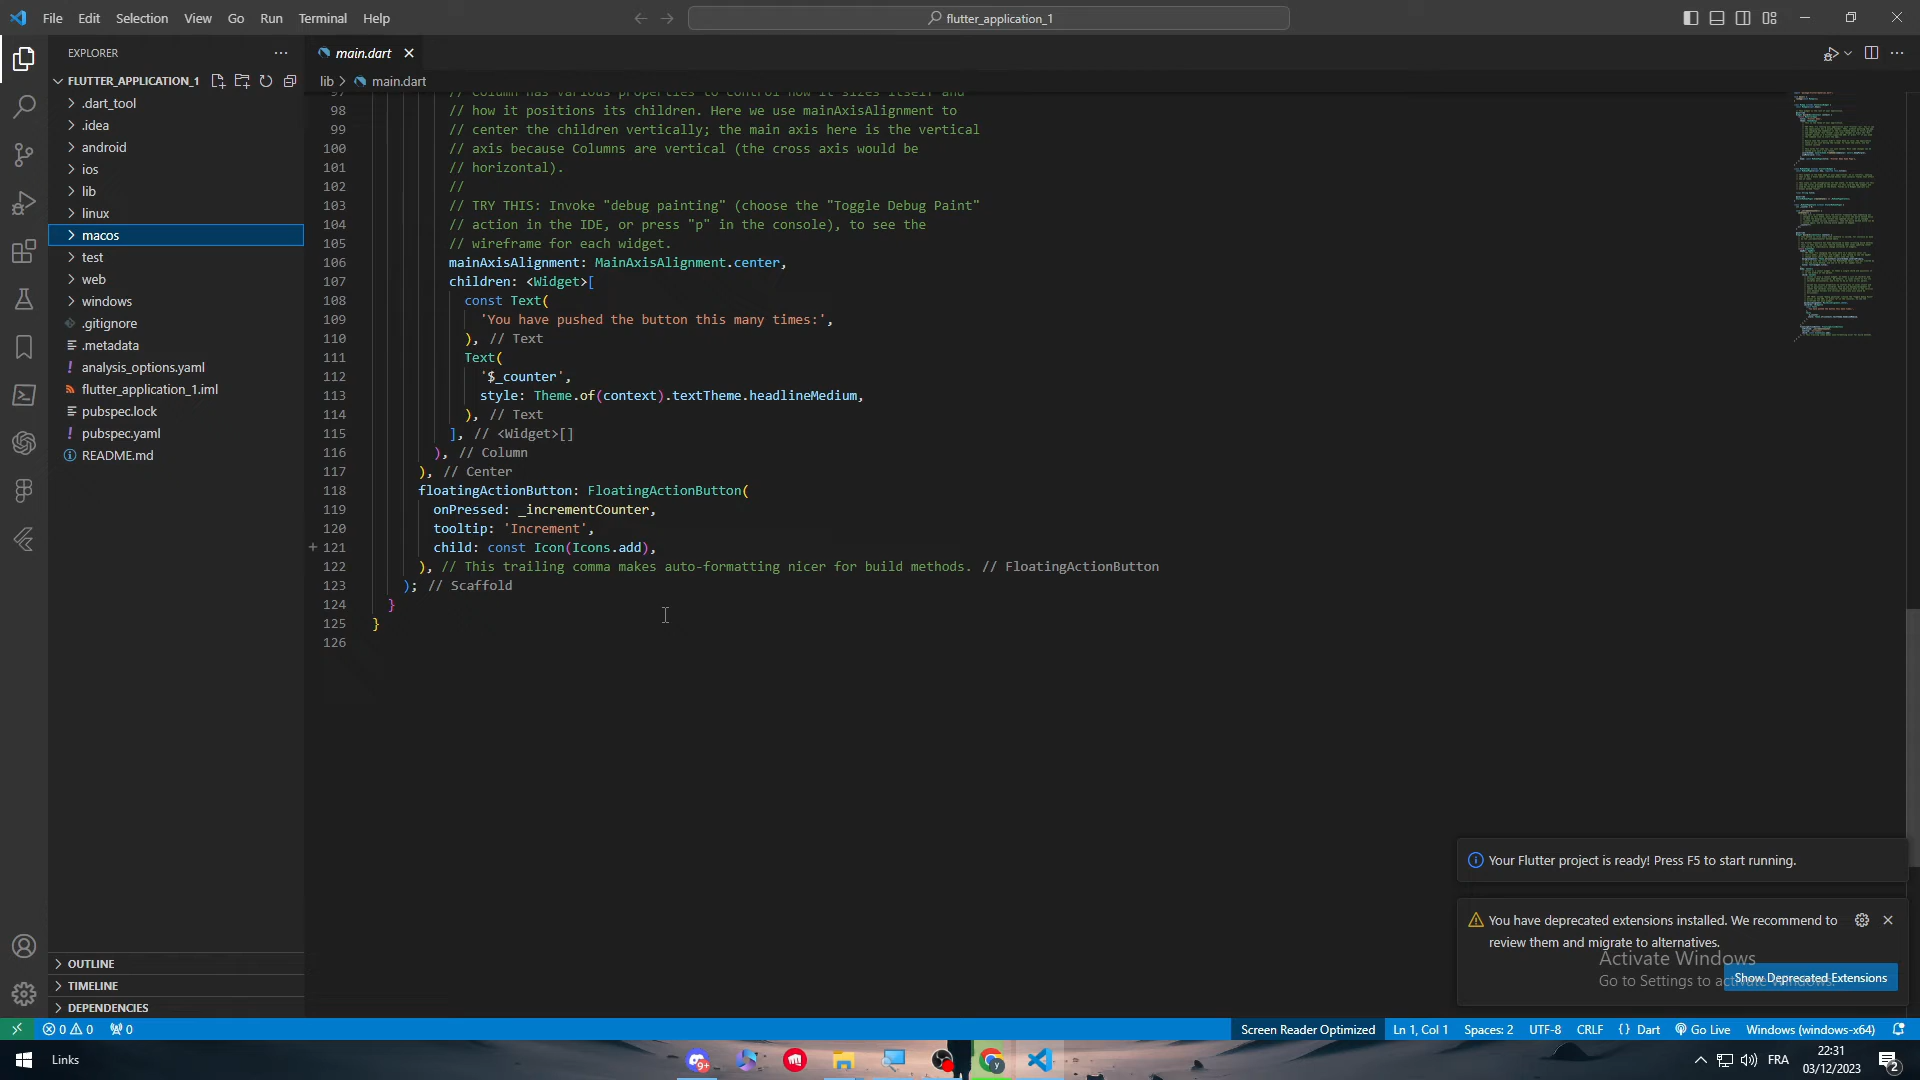 File Edit Selection View Go Run Terminal Help
flutter_application_1
EXPLORER
FLUTTER_APPLICATION_1
.dart_tool
.idea
android
ios
lib
linux
macos
test
web
windows
.gitignore
.metadata
analysis_options.yaml
flutter_application_1.iml
pubspec.lock
pubspec.yaml
README.md
OUTLINE
TIMELINE
DEPENDENCIES
main.dart
lib > main.dart
97 // Column has various properties to control how it sizes itself and
98 // how it positions its children. Here we use mainAxisAlignment to
99 // center the children vertically; the main axis here is the vertical
100 // axis because Columns are vertical (the cross axis would be
101 // horizontal).
102 //
103 // TRY THIS: Invoke "debug painting" (choose the "Toggle Debug Paint"
104 // action in the IDE, or press "p" in the console), to see the
105 // wireframe for each widget.
106 mainAxisAlignment: MainAxisAlignment.center,
107 children: <Widget>[
108 const Text(
109 'You have pushed the button this many times:',
110 ), // Text
111 Text(
112 '$_counter',
113 style: Theme.of(context).textTheme.headlineMedium,
114 ), // Text
115 ], // <Widget>[]
116 ), // Column
117 ), // Center
118 floatingActionButton: FloatingActionButton(
119 onPressed: _incrementCounter,
120 tooltip: 'Increment',
121 child: const Icon(Icons.add),
122 ), // This trailing comma makes auto-formatting nicer for build methods. // FloatingActionButton
123 ); // Scaffold
124 }
125 }
126
Your Flutter project is ready! Press F5 to start running.
You have deprecated extensions installed. We recommend to
review them and migrate to alternatives.
Show Deprecated Extensions
Activate Windows
Go to Settings to activate Windows.
0 0 0
Screen Reader Optimized Ln 1, Col 1 Spaces: 2 UTF-8 CRLF {} Dart Go Live Windows (windows-x64)
Links
9+
FRA
22:31
03/12/2023
2